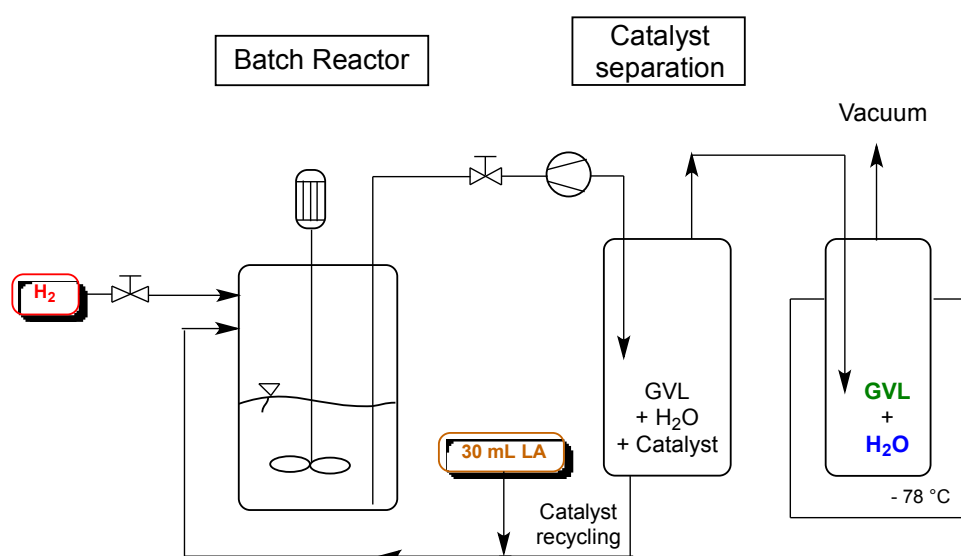 Batch Reactor
Catalyst
separation
Vacuum
H₂
GVL
+ H₂O
+ Catalyst
GVL
+
H₂O
30 mL LA
- 78 °C
Catalyst
recycling